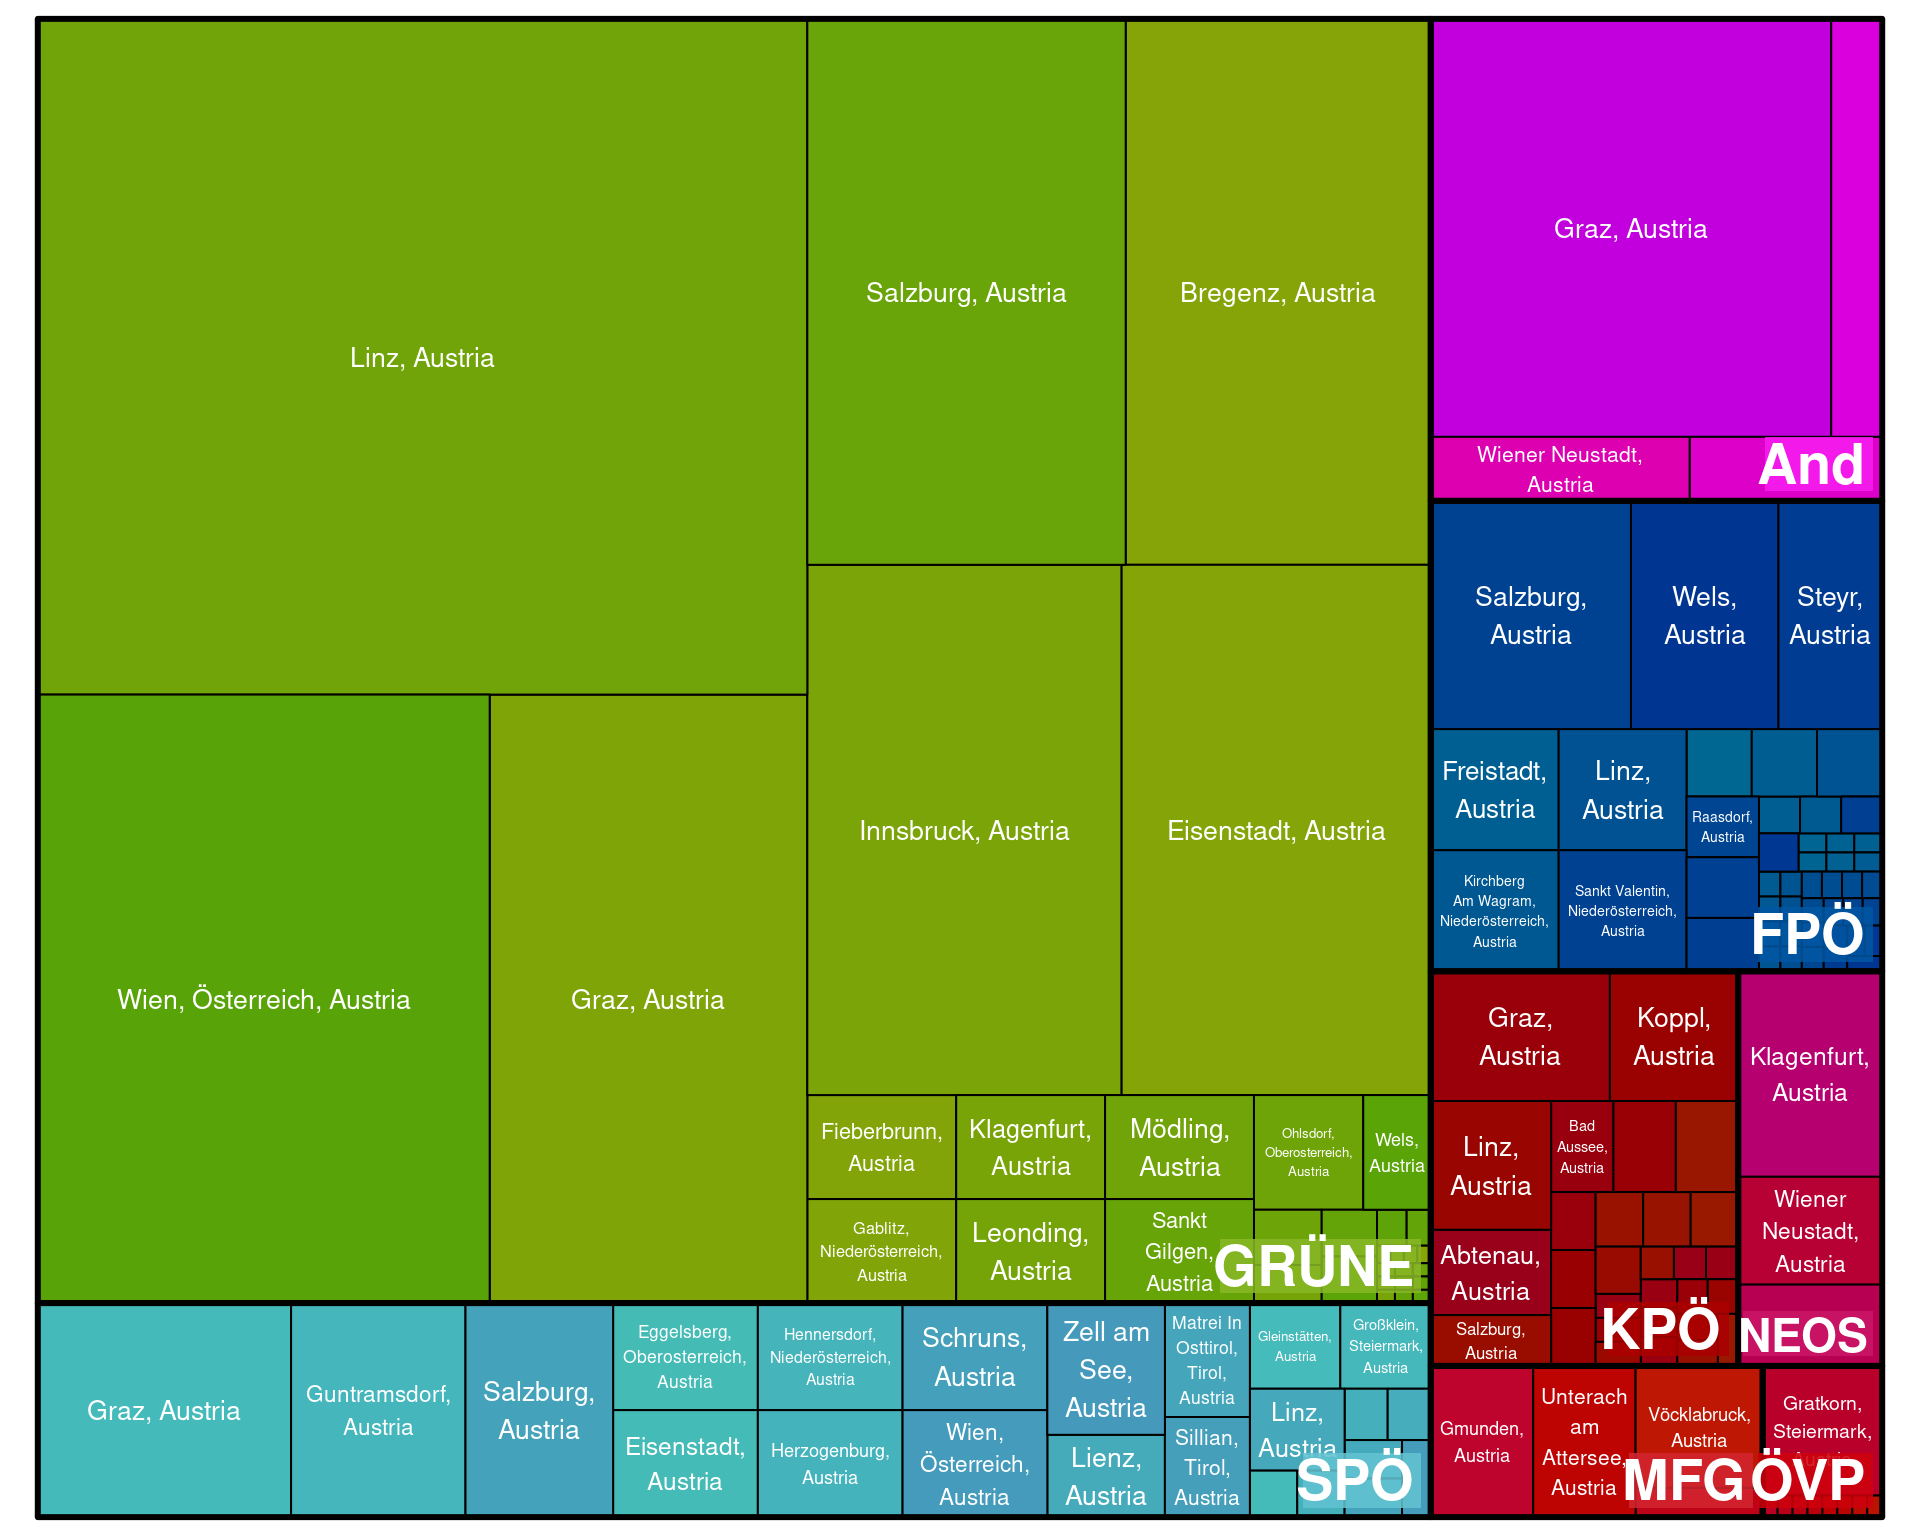 Linz, Austria
Salzburg, Austria
Bregenz, Austria
Wien, Österreich, Austria
Graz, Austria
Innsbruck, Austria
Eisenstadt, Austria
Fieberbrunn,
Austria
Klagenfurt,
Austria
Mödling,
Austria
Ohlsdorf,
Oberosterreich,
Austria
Wels,
Austria
Gablitz,
Niederösterreich,
Austria
Leonding,
Austria
Sankt
Gilgen,
Austria
GRÜNE
Graz, Austria
Guntramsdorf,
Austria
Salzburg,
Austria
Eggelsberg,
Oberosterreich,
Austria
Eisenstadt,
Austria
Hennersdorf,
Niederösterreich,
Austria
Herzogenburg,
Austria
Schruns,
Austria
Wien,
Österreich,
Austria
Zell am
See,
Austria
Lienz,
Austria
Matrei In
Osttirol,
Tirol,
Austria
Sillian,
Tirol,
Austria
Gleinstätten,
Austria
Großklein,
Steiermark,
Austria
Linz,
Austria
SPÖ
Graz, Austria
Wiener Neustadt,
Austria
And
Salzburg,
Austria
Wels,
Austria
Steyr,
Austria
Freistadt,
Austria
Linz,
Austria
Raasdorf,
Austria
Kirchberg
Am Wagram,
Niederösterreich,
Austria
Sankt Valentin,
Niederösterreich,
Austria
FPÖ
Graz,
Austria
Koppl,
Austria
Linz,
Austria
Bad
Aussee,
Austria
Abtenau,
Austria
Salzburg,
Austria
KPÖ
Klagenfurt,
Austria
Wiener
Neustadt,
Austria
NEOS
Gmunden,
Austria
Unterach
am
Attersee,
Austria
Vöcklabruck,
Austria
MFG
Gratkorn,
Steiermark,
ÖVP